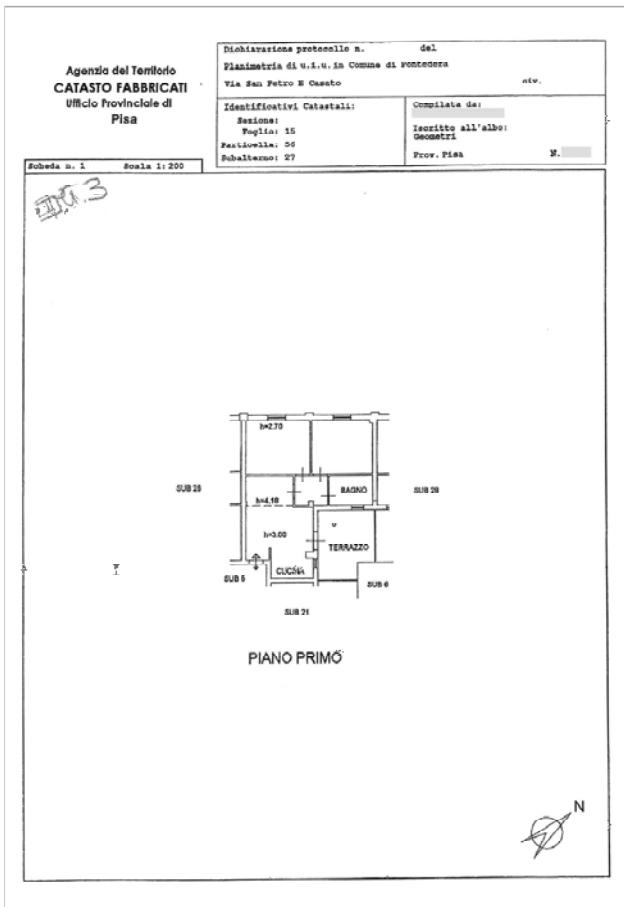 Agenzia del Territorio
CATASTO FABBRICATI
Ufficio Provinciale di
Pisa
Dichiarazione protocollo n. del
Planimetria di u.i.u. in Comune di Pontedera
Via San Petro E Casato civ.
Identificativi Catastali:
Sezione:
Foglio: 15
Particella: 56
Subalterno: 27
Compilata da:
Iscritto all'albo:
Geometri
Prov. Pisa N.
Scheda n. 1 Scala 1:200
h=2.70
SUB 28
BAGNO
h=4.10
h=3.00
TERRAZZO
CUCINA
SUB 5
SUB 6
SUB 21
PIANO PRIMO
N